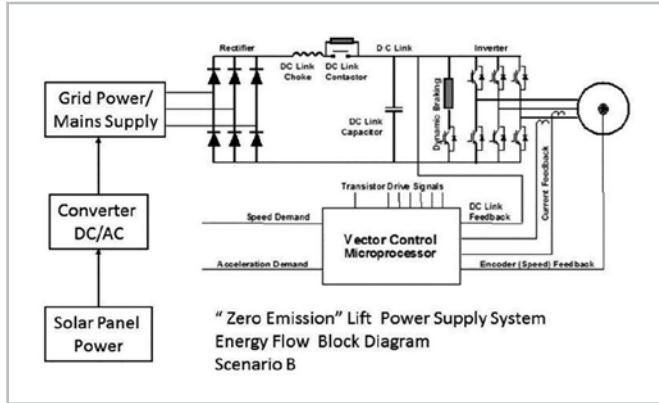 Rectifier
D C Link
Inverter
DC Link
Choke
DC Link
Contactor
Grid Power/
Mains Supply
DC Link
Capacitor
Dynamic Braking
Current Feedback
Transistor Drive Signals
Converter
DC/AC
Speed Demand
DC Link
Feedback
Vector Control
Microprocessor
Acceleration Demand
Encoder (Speed) Feedback
Solar Panel
Power
“ Zero Emission” Lift Power Supply System
Energy Flow Block Diagram
Scenario B